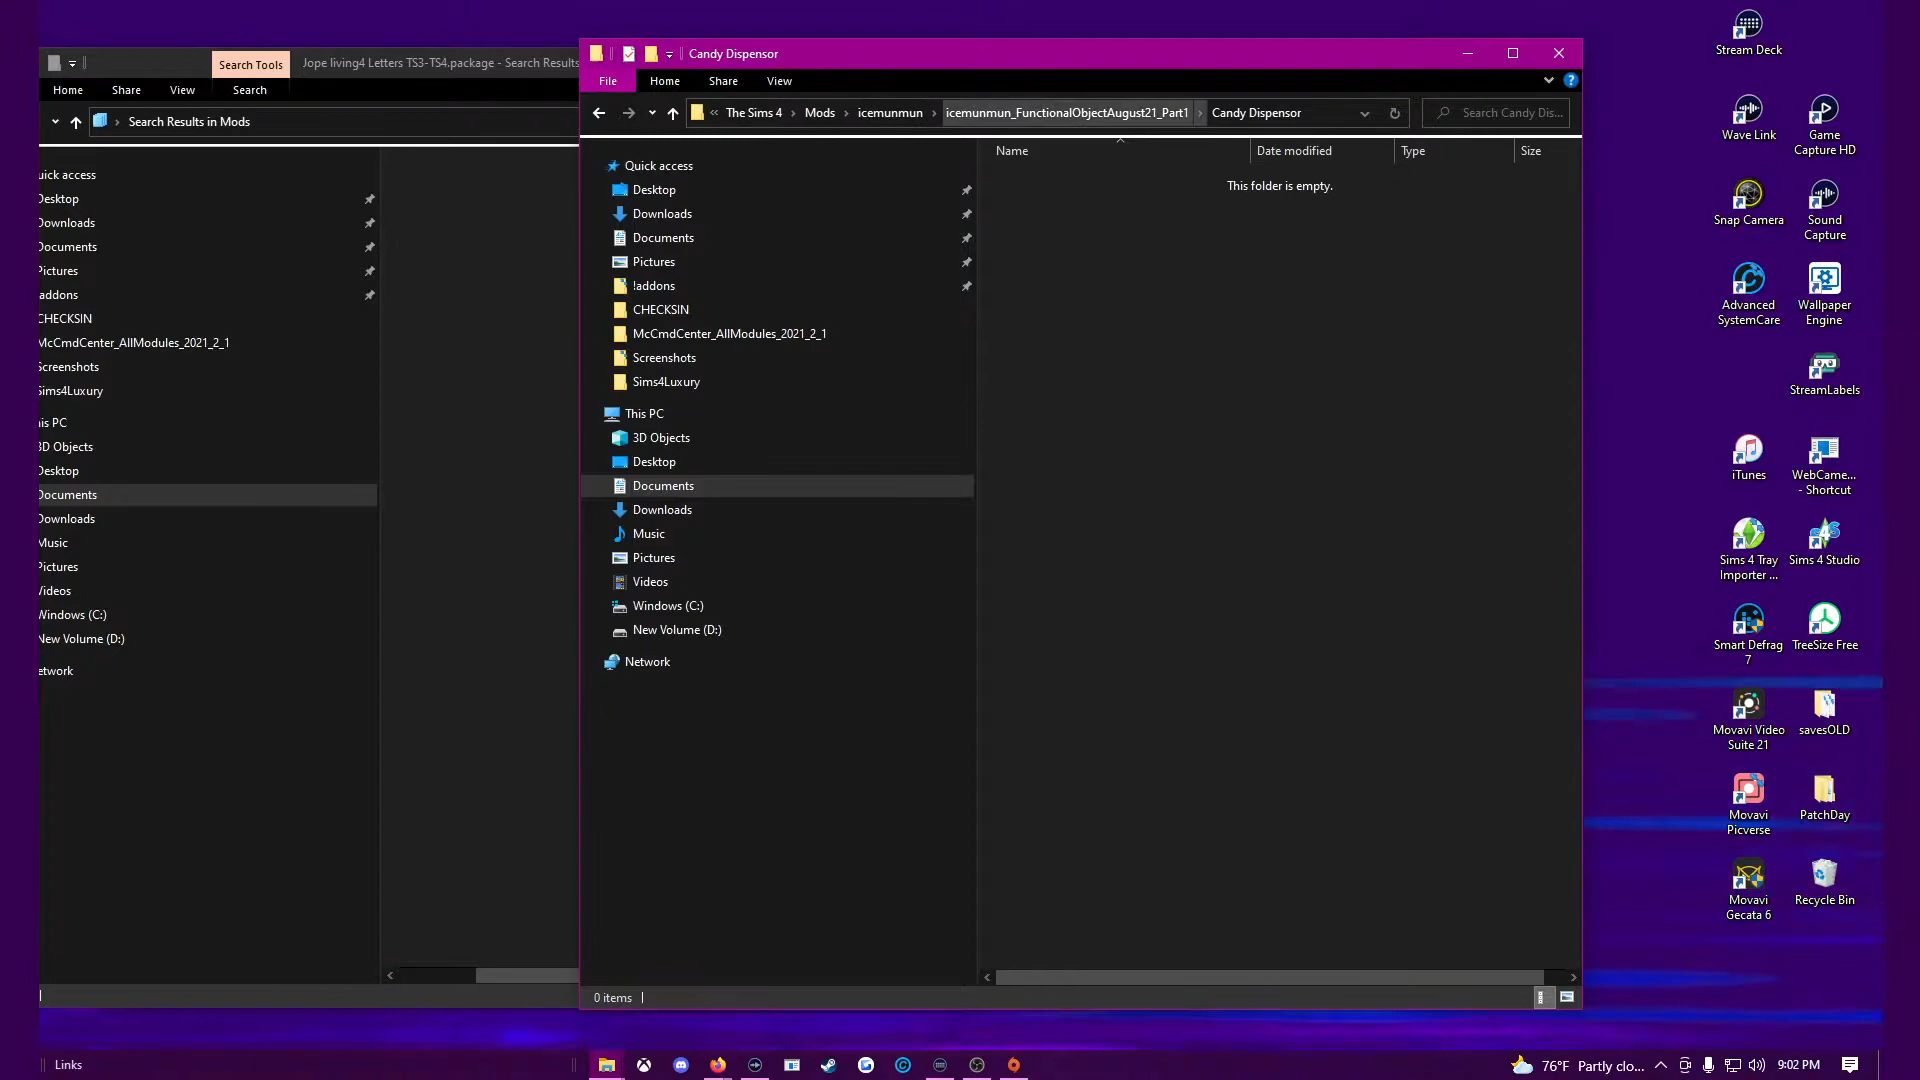 Search Tools
Jope living4 Letters TS3-TS4.package - Search Results
Home
Share
View
Search
Search Results in Mods
uick access
Desktop
Downloads
Documents
Pictures
addons
CHECKSIN
McCmdCenter_AllModules_2021_2_1
Screenshots
Sims4Luxury
his PC
3D Objects
Desktop
Documents
Downloads
Music
Pictures
Videos
Windows (C:)
New Volume (D:)
etwork
Candy Dispensor
File
Home
Share
View
« The Sims 4 › Mods › icemunmun › icemunmun_FunctionalObjectAugust21_Part1 › Candy Dispensor
Search Candy Dis...
Quick access
Desktop
Downloads
Documents
Pictures
!addons
CHECKSIN
McCmdCenter_AllModules_2021_2_1
Screenshots
Sims4Luxury
This PC
3D Objects
Desktop
Documents
Downloads
Music
Pictures
Videos
Windows (C:)
New Volume (D:)
Network
Name
Date modified
Type
Size
This folder is empty.
0 items
Stream Deck
Wave Link
Game
Capture HD
Snap Camera
Sound
Capture
Advanced
SystemCare
Wallpaper
Engine
StreamLabels
iTunes
WebCame...
- Shortcut
Sims 4 Tray
Importer ...
Sims 4 Studio
Smart Defrag
7
TreeSize Free
Movavi Video
Suite 21
savesOLD
Movavi
Picverse
PatchDay
Movavi
Gecata 6
Recycle Bin
Links
76°F Partly clo...
9:02 PM